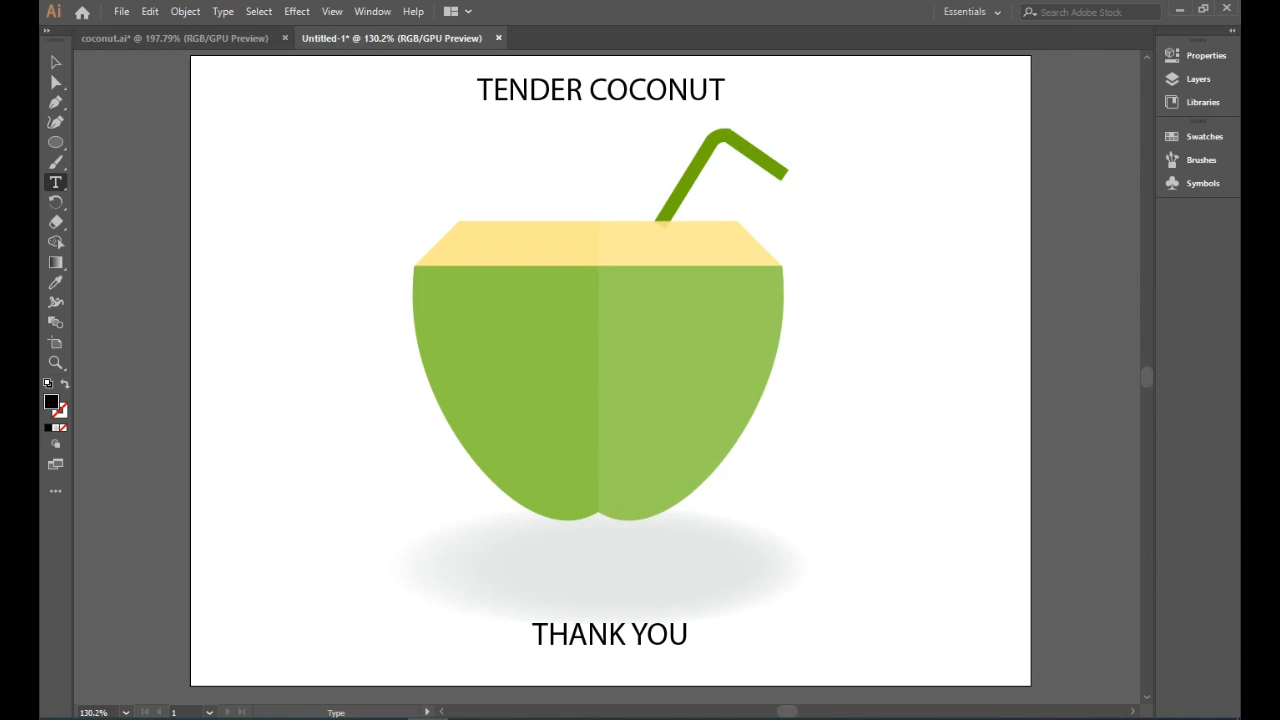 Ai File Edit Object Type Select Effect View Window Help Essentials Search Adobe Stock
coconut.ai* @ 197.79% (RGB/GPU Preview) Untitled-1* @ 130.2% (RGB/GPU Preview)
TENDER COCONUT
THANK YOU
Properties
Layers
Libraries
Swatches
Brushes
Symbols
130.2% 1 Type